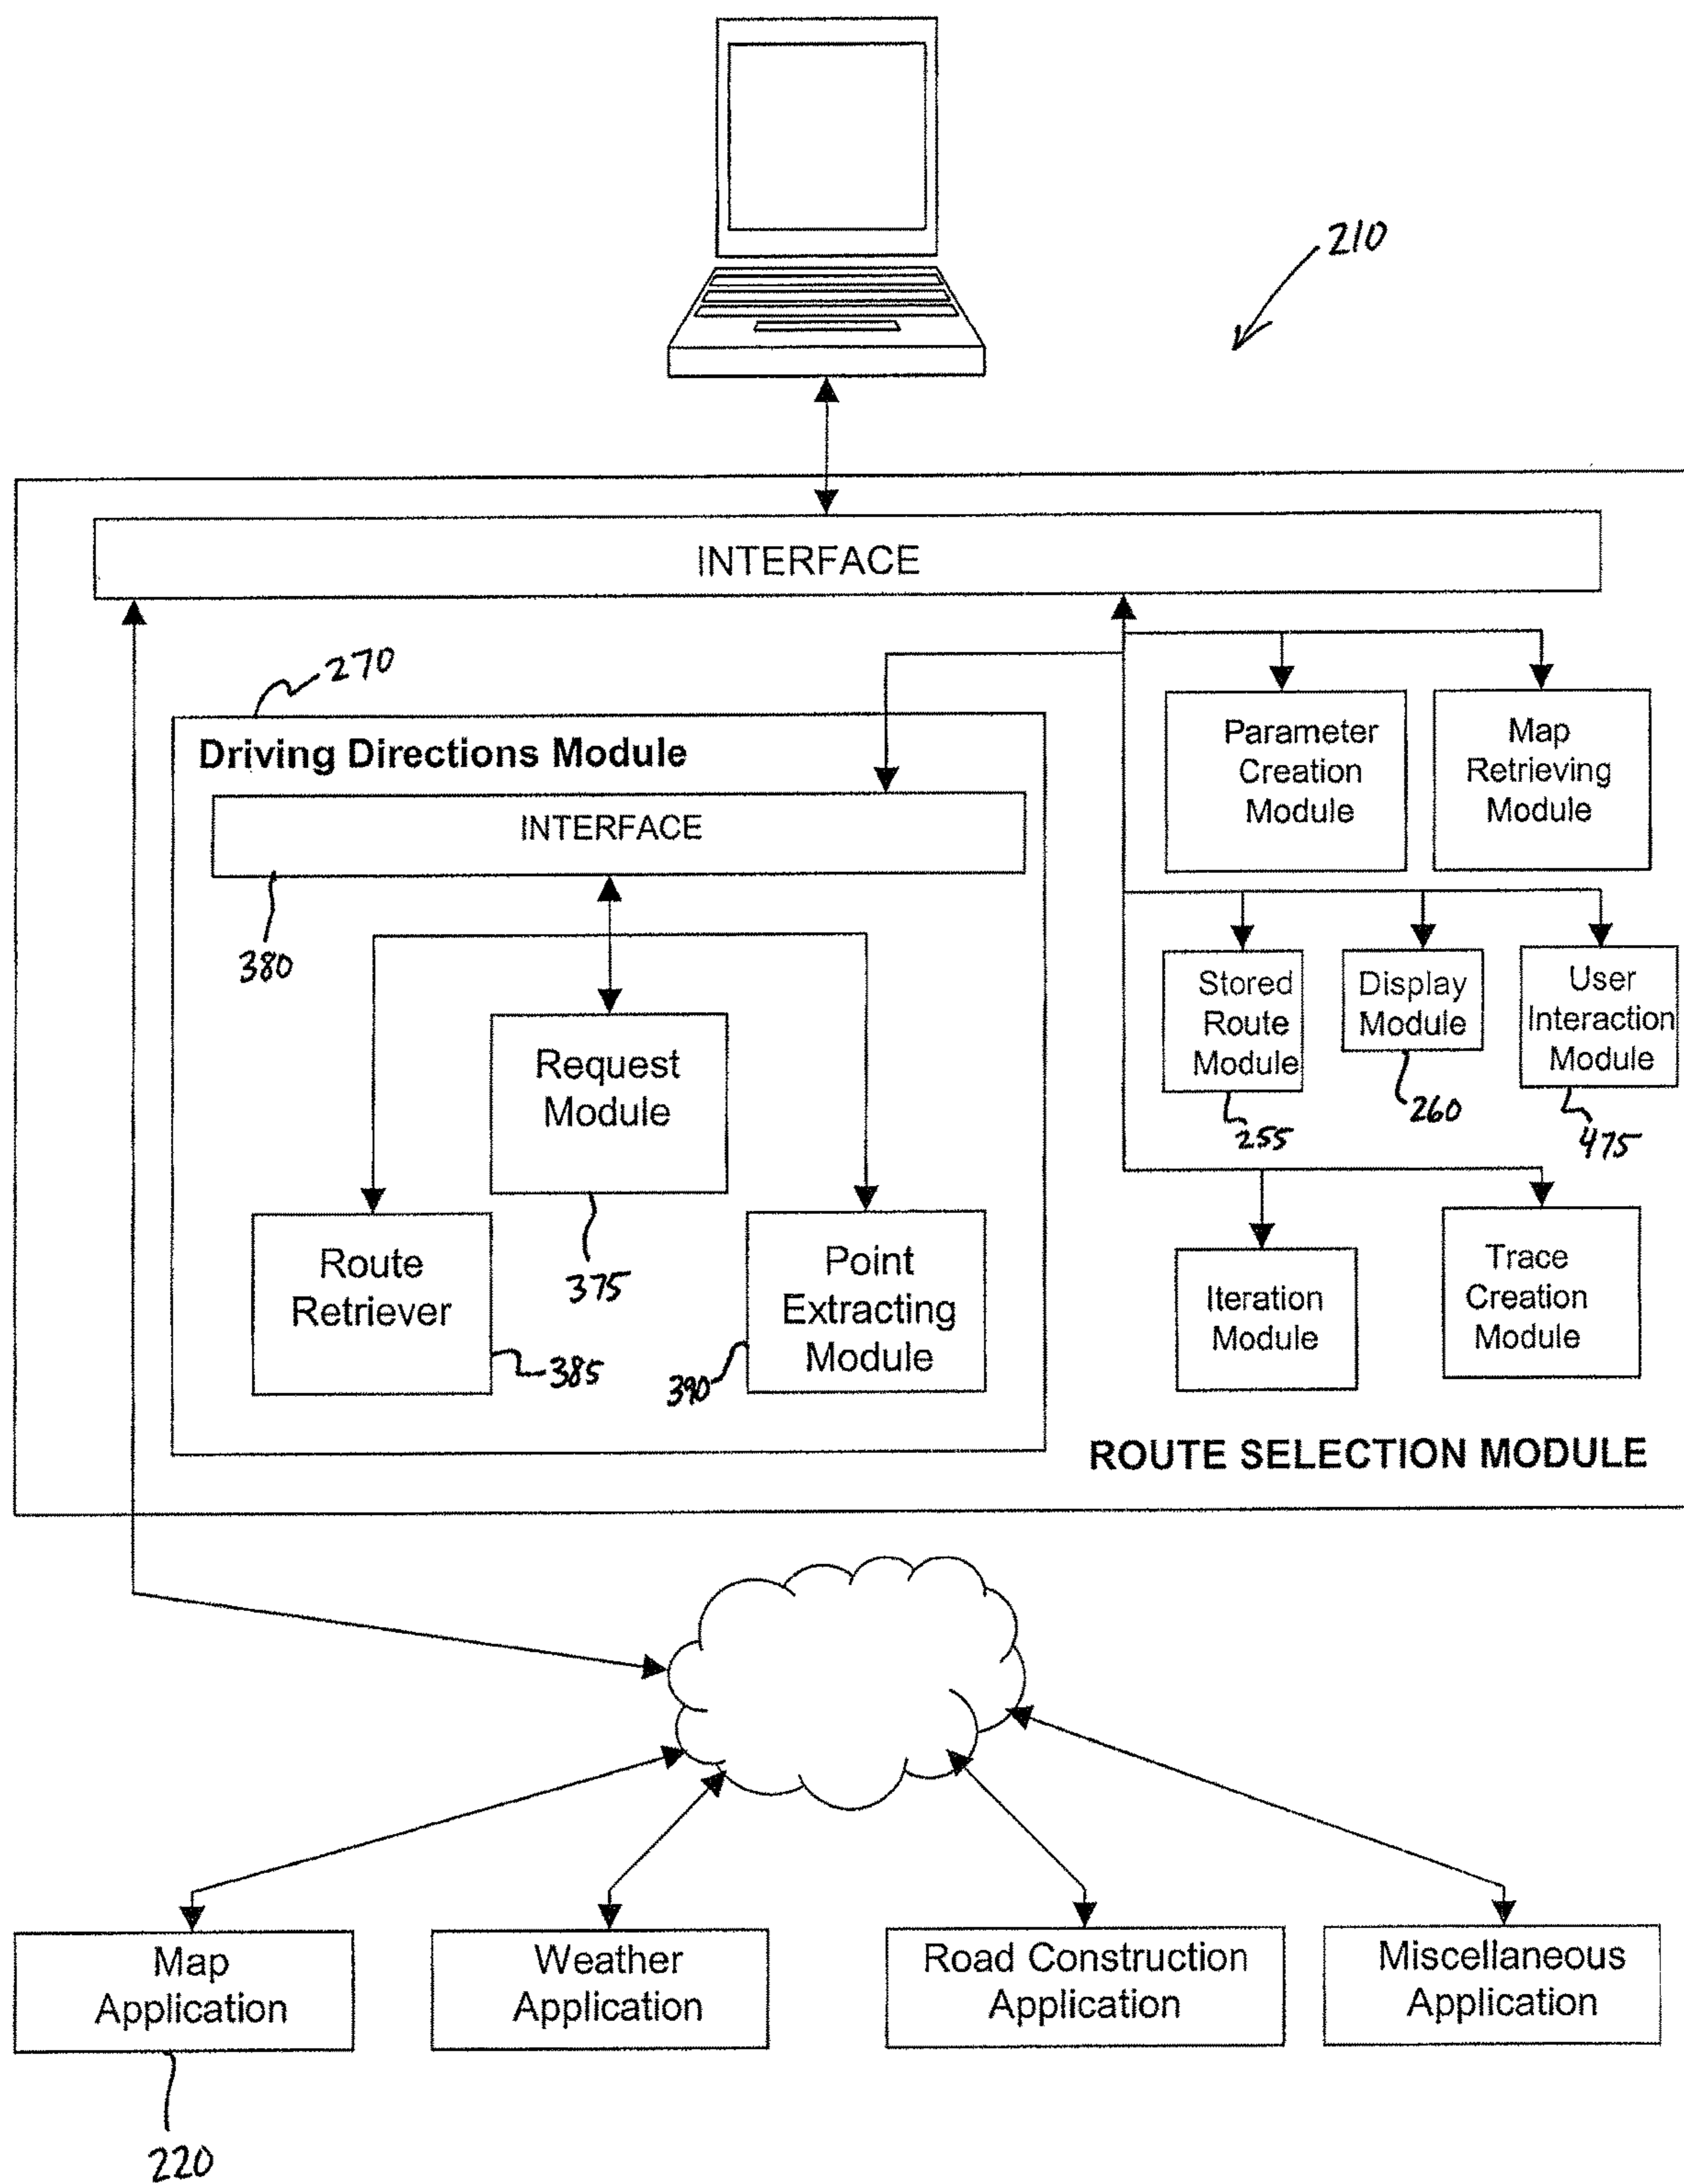 210
INTERFACE
270
Driving Directions Module
INTERFACE
380
Request
Module
375
Route
Retriever
385
Point
Extracting
Module
390
Parameter
Creation
Module
Map
Retrieving
Module
Stored
Route
Module
255
Display
Module
260
User
Interaction
Module
475
Iteration
Module
Trace
Creation
Module
ROUTE SELECTION MODULE
Map
Application
220
Weather
Application
Road Construction
Application
Miscellaneous
Application